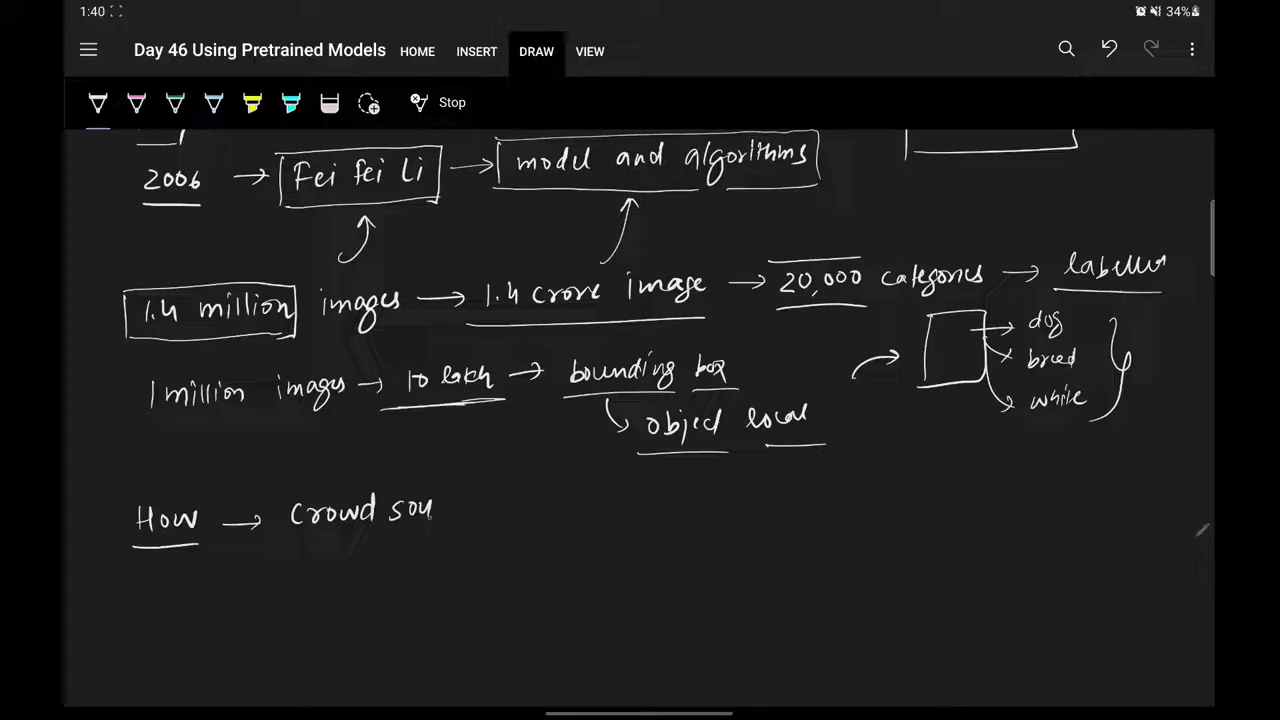 1:40 34%
Day 46 Using Pretrained Models HOME INSERT DRAW VIEW
Stop
2006 → Fei fei Li → model and algorithms
1.4 million images → 1.4 crore image → 20,000 categories →
dog
breed
white
1 million images → 10 lakh → bounding box
object local
How → Crowd sou